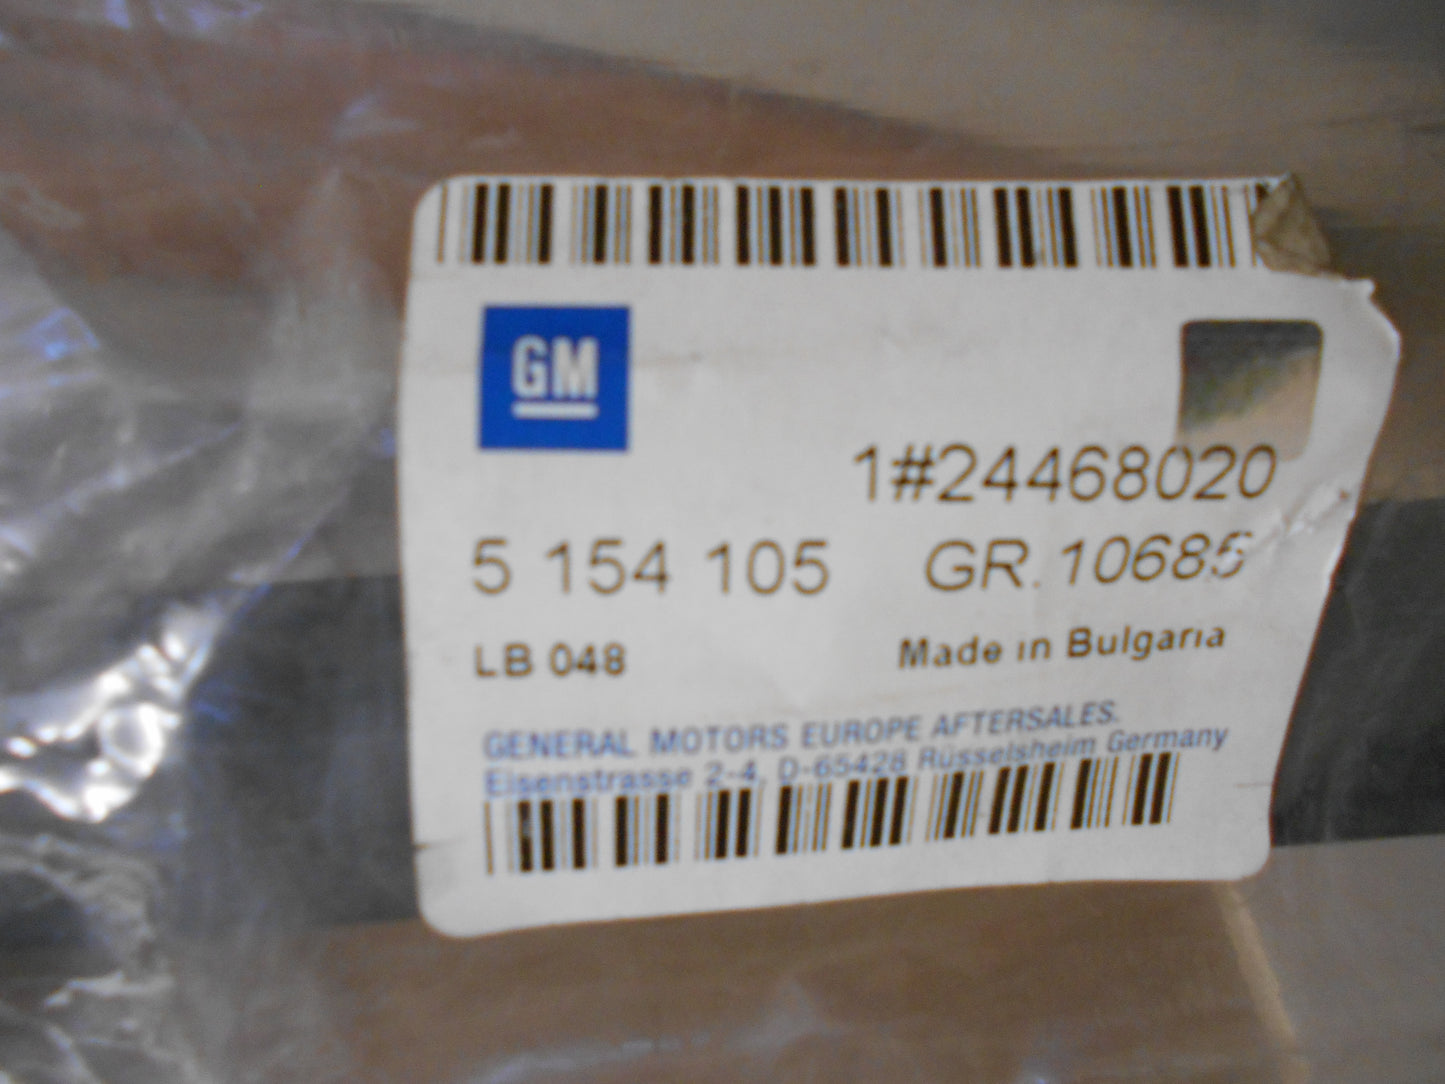 GM
1#24468020
5 154 105 GR. 10685
LB 048 Made in Bulgaria
GENERAL MOTORS EUROPE AFTERSALES.
Eisenstrasse 2-4, D-65428 Rüsselsheim Germany